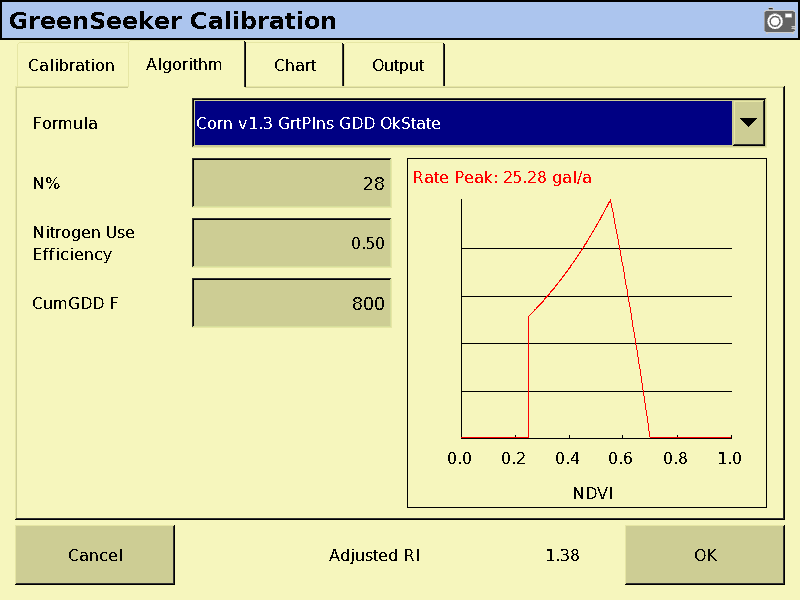 GreenSeeker Calibration
Calibration
Algorithm
Chart
Output
Formula
Corn v1.3 GrtPlns GDD OkState
N%
28
Nitrogen Use
Efficiency
0.50
CumGDD F
800
Rate Peak: 25.28 gal/a
0.0 0.2 0.4 0.6 0.8 1.0
NDVI
Cancel
Adjusted RI
1.38
OK